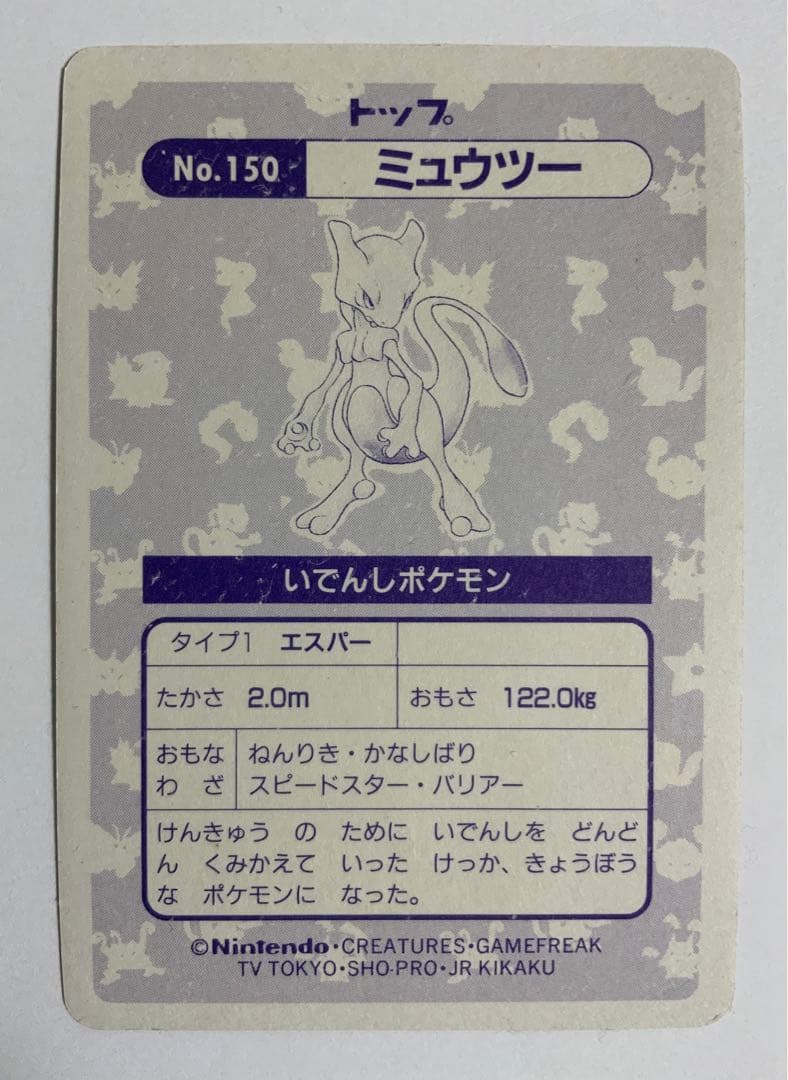 トップ。
No.150 ミュウツー
いでんしポケモン
タイプ1 エスパー
たかさ 2.0m おもさ 122.0kg
おもな ねんりき・かなしばり
わ ざ スピードスター・バリアー
けんきゅう の ために いでんしを どんど
ん くみかえて いった けっか、きょうぼう
な ポケモンに なった。
©Nintendo・CREATURES・GAMEFREAK
TV TOKYO・SHO-PRO・JR KIKAKU